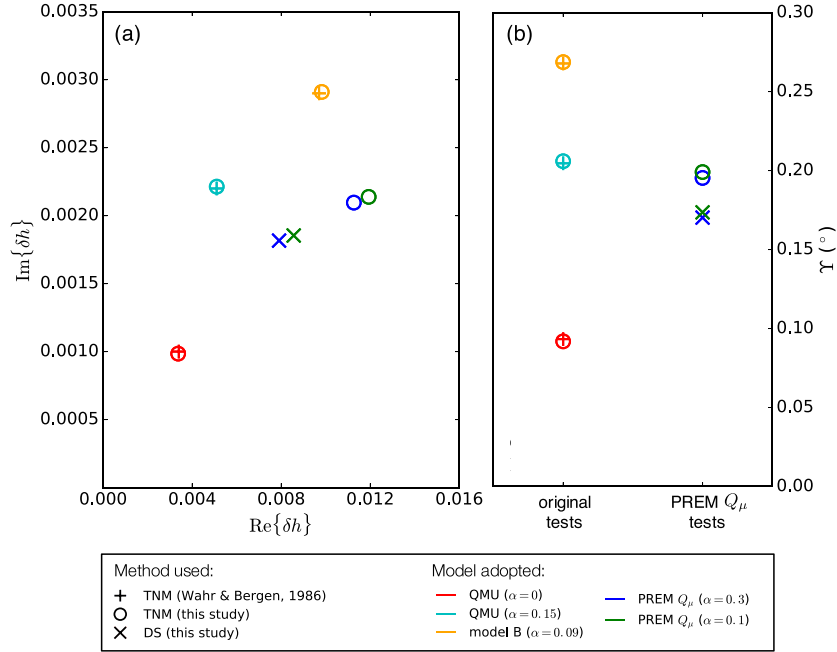 (a)
0.0035
0.0030
0.0025
0.0020
0.0015
0.0010
0.0005
Im{δh}
0.000 0.004 0.008 0.012 0.016
Re{δh}
(b)
0.30
0.25
0.20
0.15
0.10
0.05
0.00
ϒ (°)
original tests
PREM Qμ tests
Method used:
+ TNM (Wahr & Bergen, 1986)
○ TNM (this study)
× DS (this study)
Model adopted:
QMU (α=0)
QMU (α=0.15)
model B (α=0.09)
PREM Qμ (α=0.3)
PREM Qμ (α=0.1)